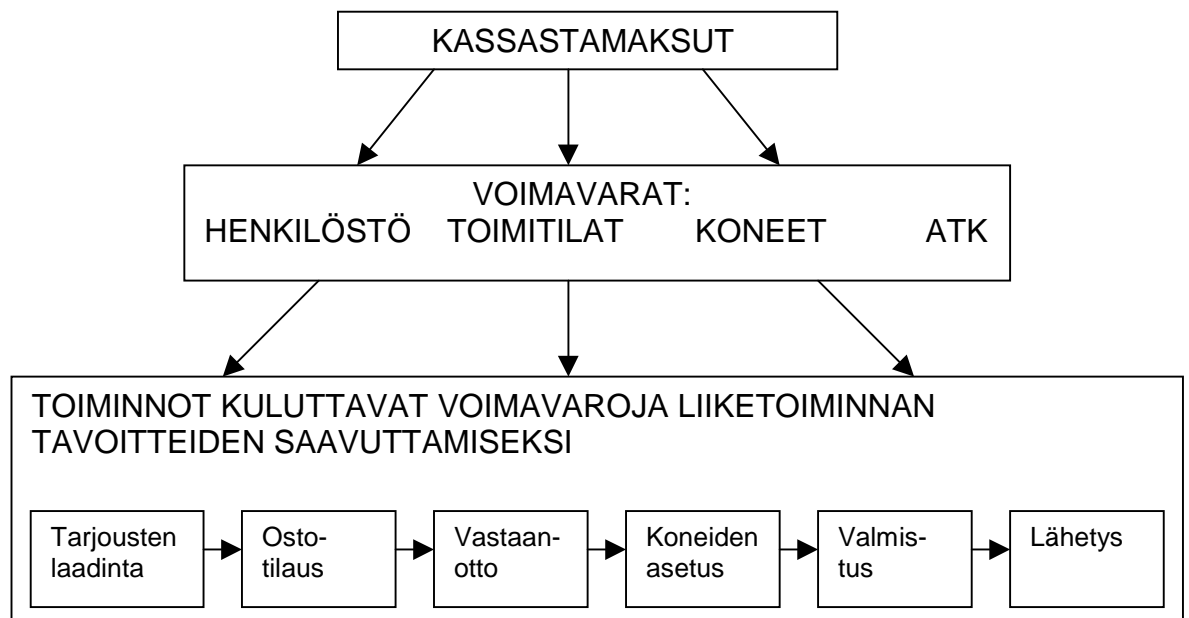 KASSASTAMAKSUT
VOIMAVARAT:
HENKILÖSTÖ TOIMITILAT KONEET ATK
TOIMINNOT KULUTTAVAT VOIMAVAROJA LIIKETOIMINNAN
TAVOITTEIDEN SAAVUTTAMISEKSI
Tarjousten
laadinta
Osto-
tilaus
Vastaan-
otto
Koneiden
asetus
Valmis-
tus
Lähetys